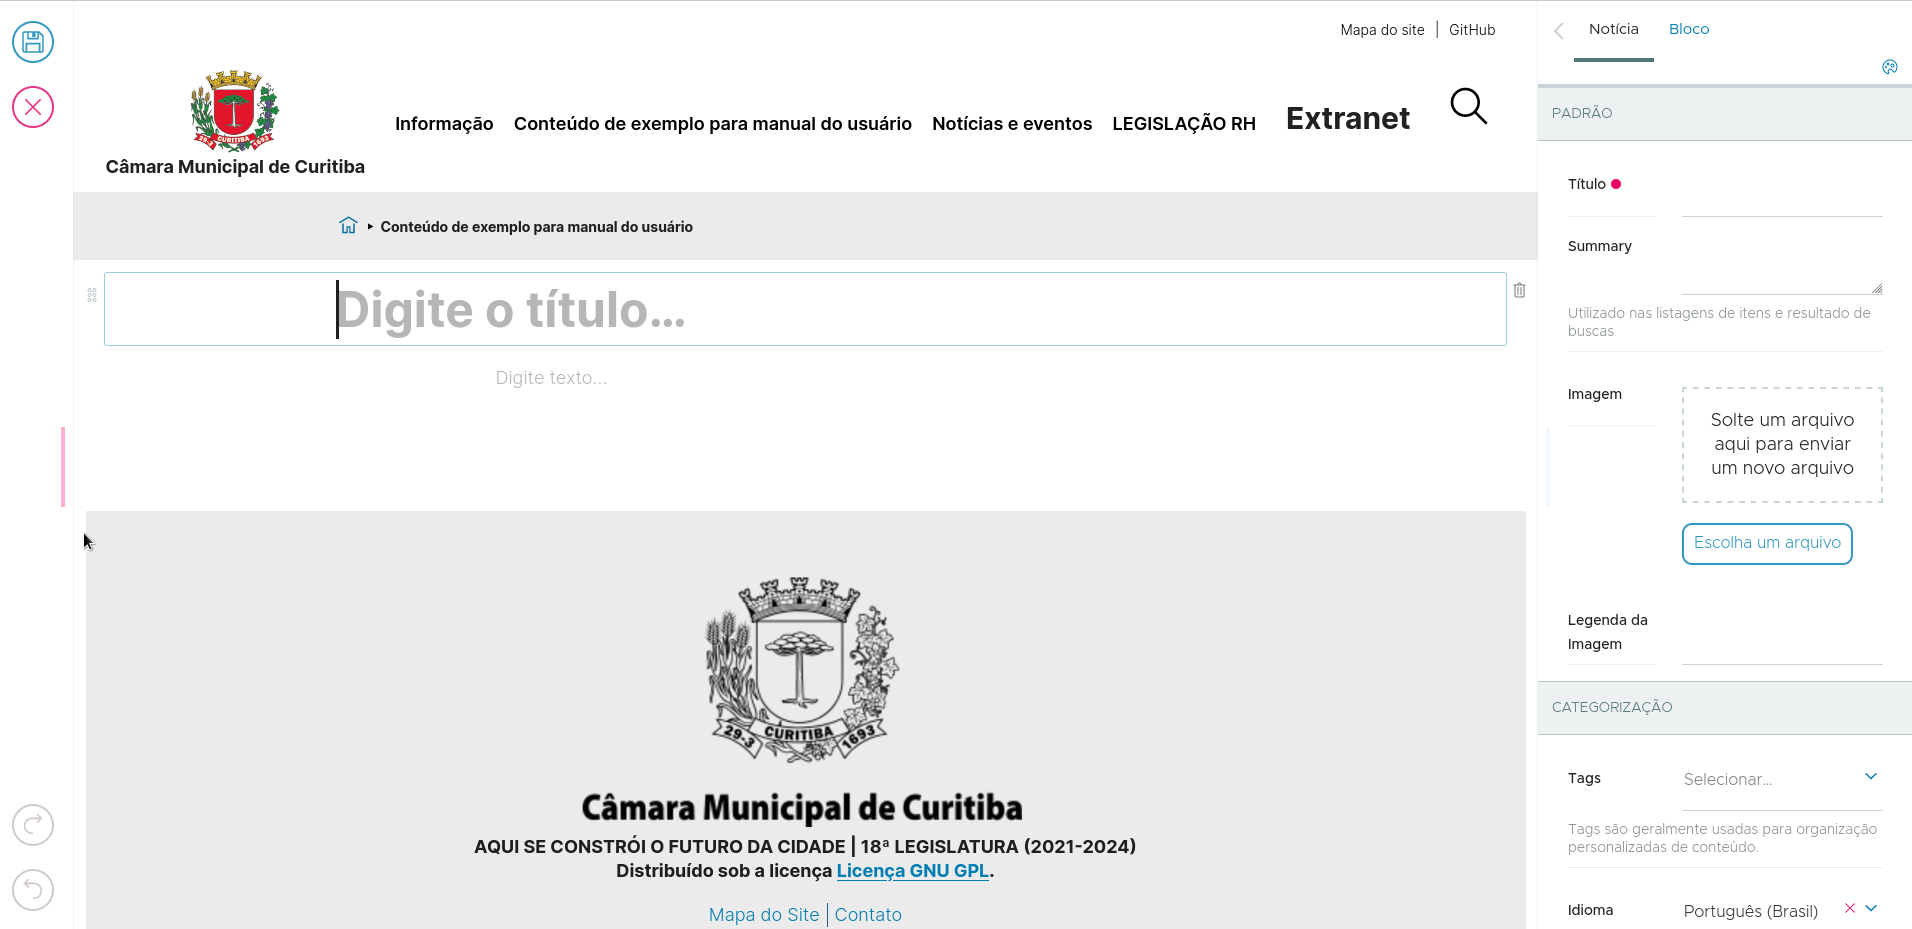 Mapa do site | GitHub
Câmara Municipal de Curitiba
Informação Conteúdo de exemplo para manual do usuário Notícias e eventos LEGISLAÇÃO RH Extranet
Conteúdo de exemplo para manual do usuário
Digite o título...
Digite texto...
29-3 CURITIBA 1693
Câmara Municipal de Curitiba
AQUI SE CONSTRÓI O FUTURO DA CIDADE | 18ª LEGISLATURA (2021-2024)
Distribuído sob a licença Licença GNU GPL.
Mapa do Site | Contato
Notícia Bloco
PADRÃO
Título
Summary
Utilizado nas listagens de itens e resultado de
buscas
Imagem
Solte um arquivo
aqui para enviar
um novo arquivo
Escolha um arquivo
Legenda da
Imagem
CATEGORIZAÇÃO
Tags Selecionar...
Tags são geralmente usadas para organização
personalizadas de conteúdo.
Idioma Português (Brasil)